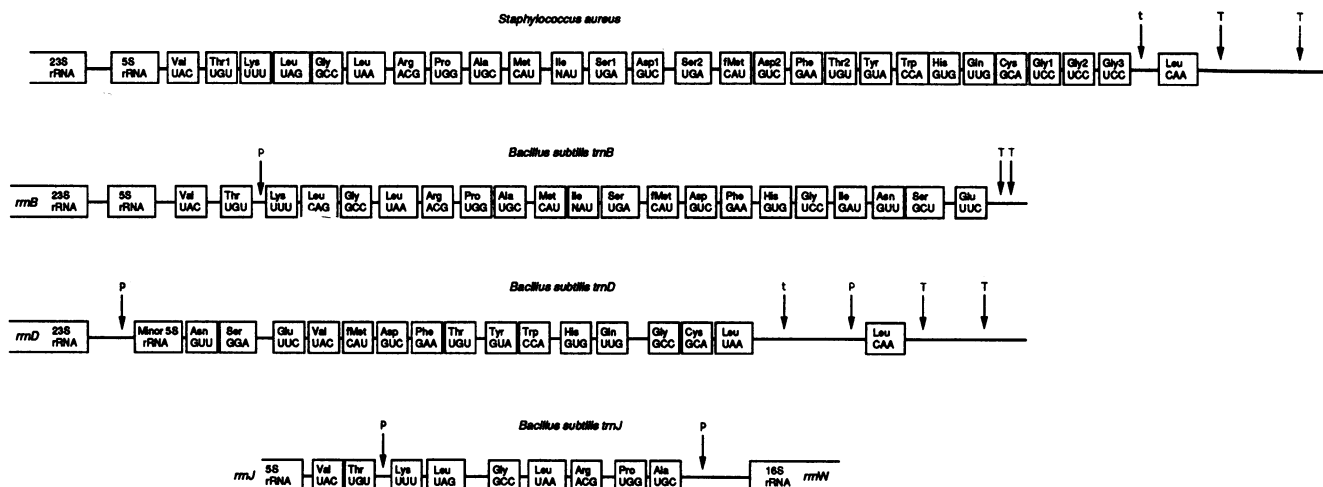 Staphylococcus aureus
t T T
23S 5S Val Thr1 Lys Leu Gly Leu Arg Pro Ala Met Ile Ser1 Asp1 Ser2 fMet Asp2 Phe Thr2 Tyr Trp His Gln Cys Gly1 Gly2 Gly3 Leu
rRNA rRNA UAC UGU UUU UAG GCC UAA ACG UGG UGC CAU NAU UGA GUC UGA CAU GUC GAA UGU GUA CCA GUG UUG GCA UCC UCC UCC CAA
P Bacillus subtilis trnB T T
rrnB 23S 5S Val Thr Lys Leu Gly Leu Arg Pro Ala Met Ile Ser fMet Asp Phe His Gly Ile Asn Ser Glu
rRNA rRNA UAC UGU UUU CAG GCC UAA ACG UGG UGC CAU NAU UGA CAU GUC GAA GUG UCC GAU GUU GCU UUC
P Bacillus subtilis trnD t P T T
rrnD 23S Minor 5S Asn Ser Glu Val fMet Asp Phe Thr Tyr Trp His Gln Gly Cys Leu Leu
rRNA rRNA GUU GGA UUC UAC CAU GUC GAA UGU GUA CCA GUG UUG GCC GCA UAA CAA
P Bacillus subtilis trnJ P
rrnJ 5S Val Thr Lys Leu Gly Leu Arg Pro Ala 16S rrnW
rRNA UAC UGU UUU UAG GCC UAA ACG UGG UGC rRNA